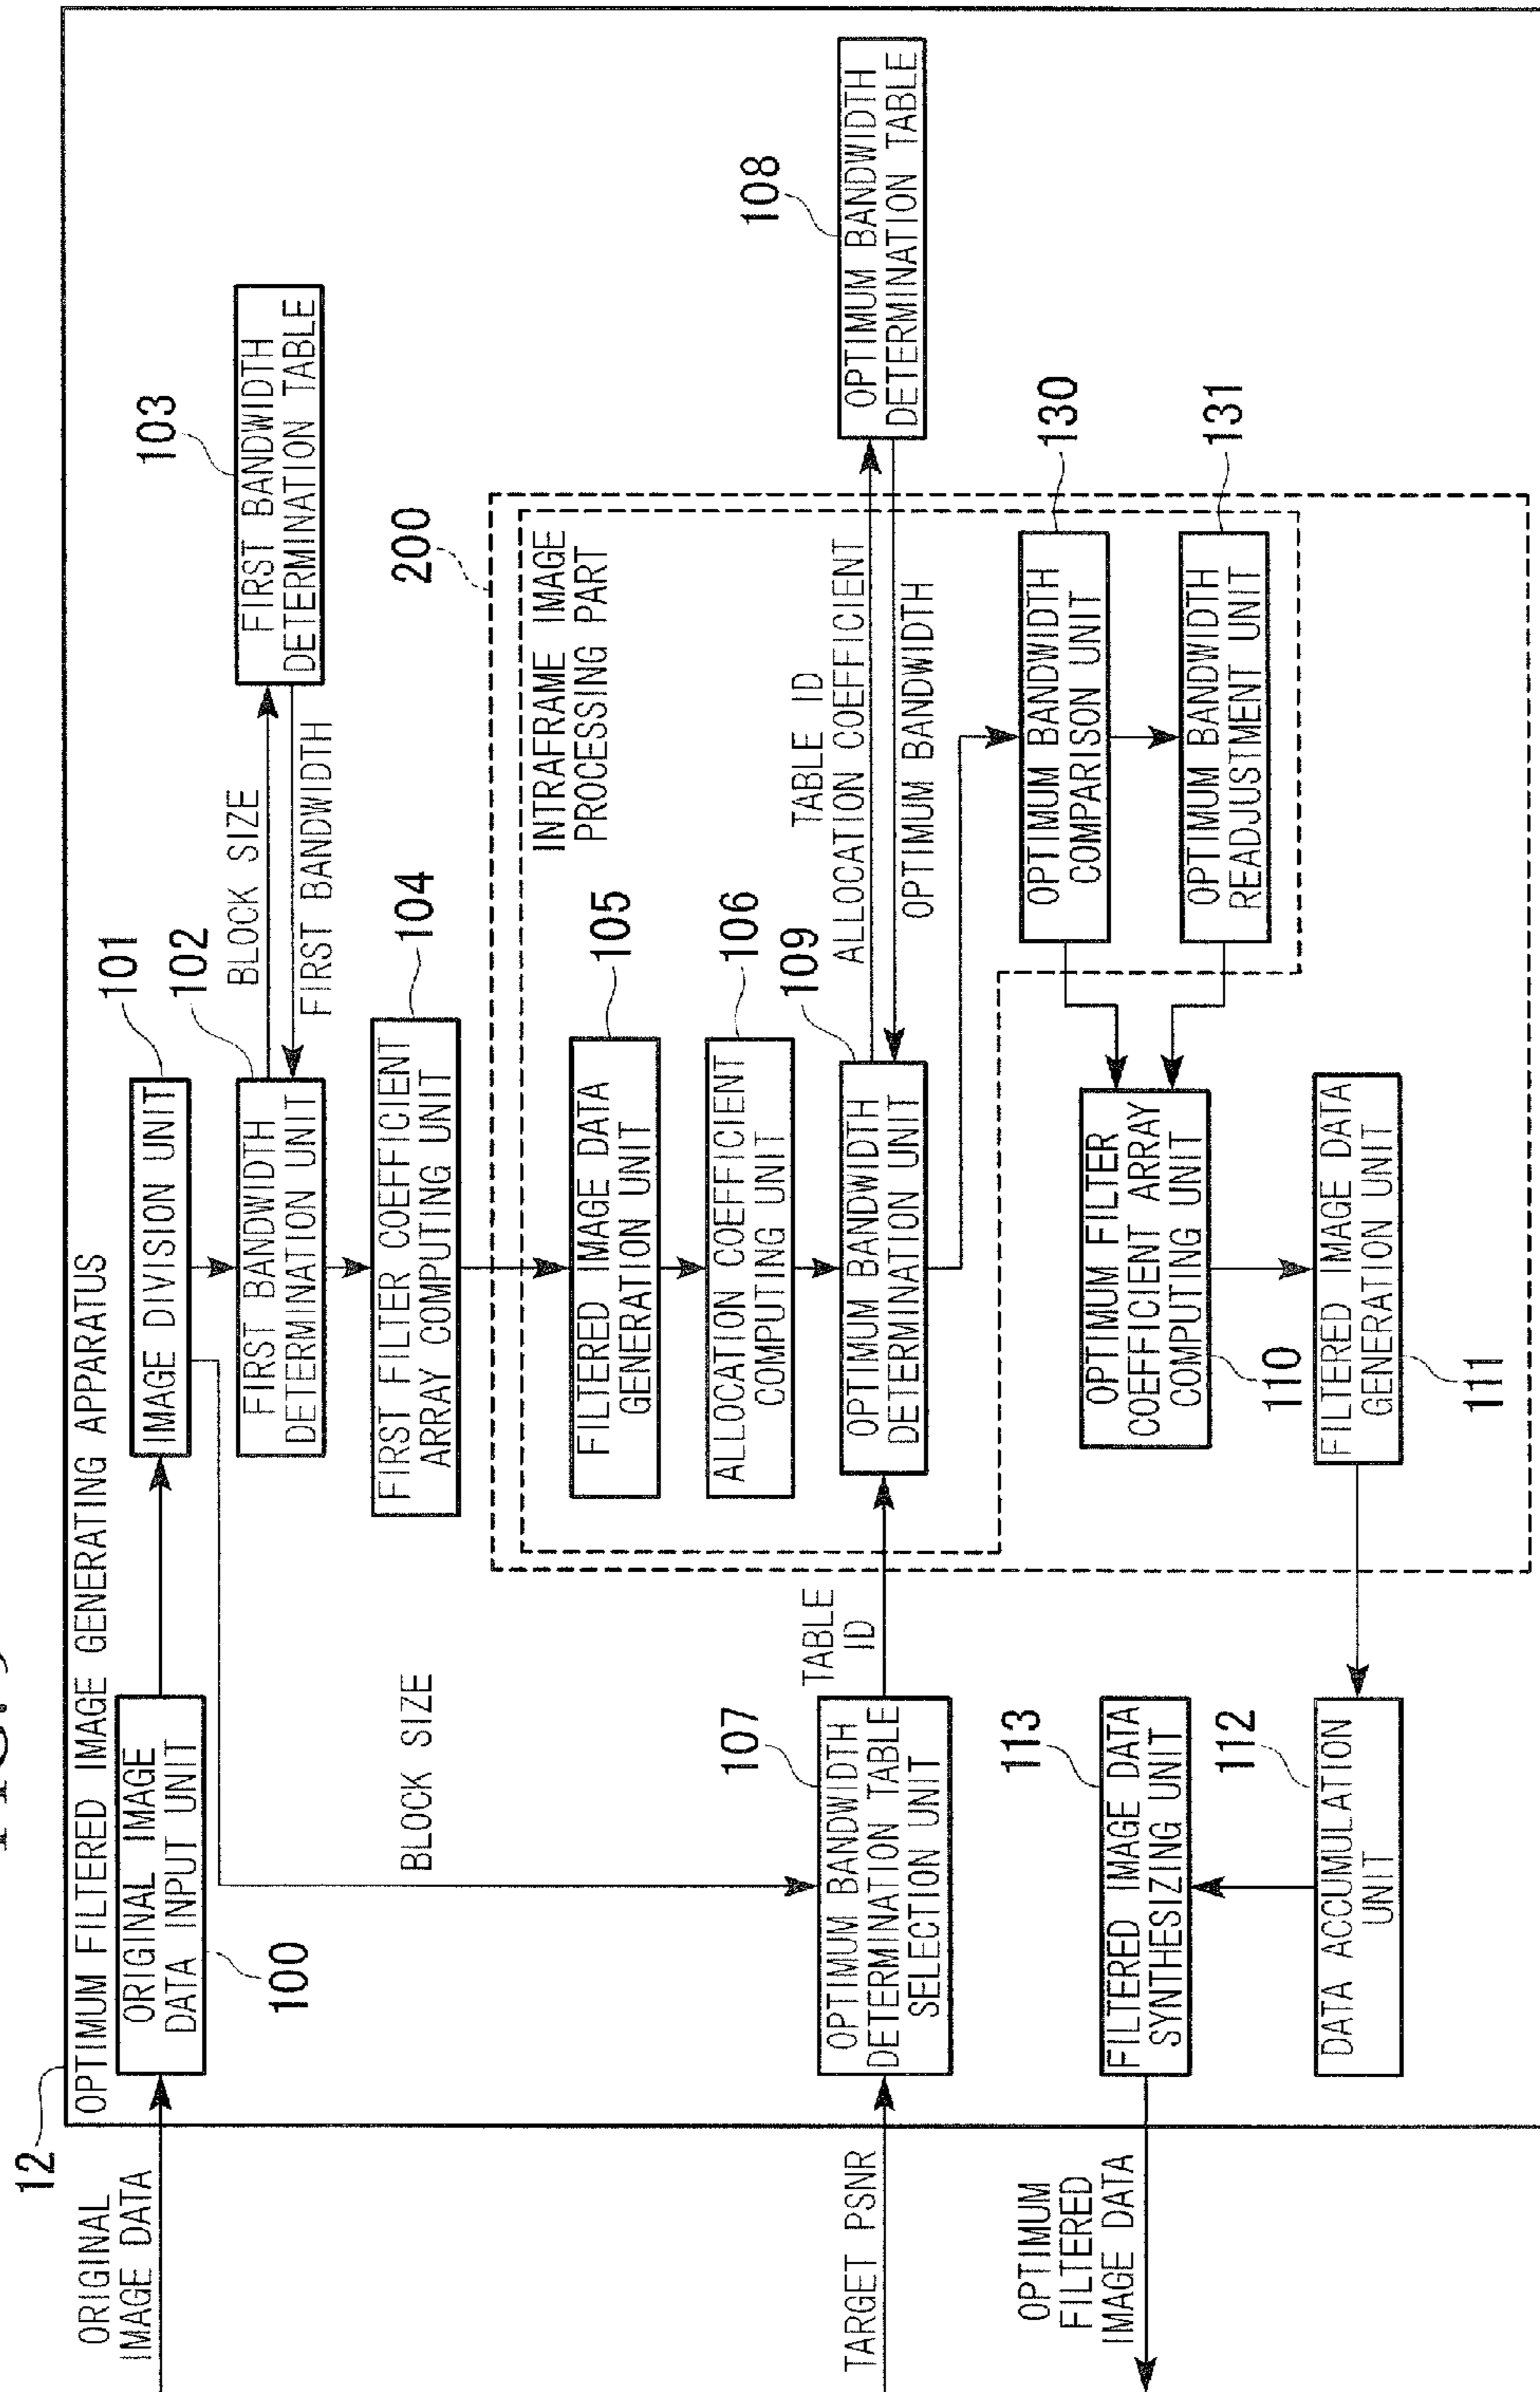 12
OPTIMUM FILTERED IMAGE GENERATING APPARATUS
ORIGINAL
IMAGE DATA
ORIGINAL IMAGE
DATA INPUT UNIT
100
IMAGE DIVISION UNIT
101
FIRST BANDWIDTH
DETERMINATION UNIT
102
BLOCK SIZE
FIRST BANDWIDTH
FIRST BANDWIDTH
DETERMINATION TABLE
103
FIRST FILTER COEFFICIENT
ARRAY COMPUTING UNIT
104
BLOCK SIZE
200
INTRAFRAME IMAGE
PROCESSING PART
FILTERED IMAGE DATA
GENERATION UNIT
105
ALLOCATION COEFFICIENT
COMPUTING UNIT
106
TARGET PSNR
OPTIMUM BANDWIDTH
DETERMINATION TABLE
SELECTION UNIT
107
TABLE
ID
OPTIMUM BANDWIDTH
DETERMINATION UNIT
109
TABLE ID
ALLOCATION COEFFICIENT
OPTIMUM BANDWIDTH
OPTIMUM BANDWIDTH
DETERMINATION TABLE
108
OPTIMUM BANDWIDTH
COMPARISON UNIT
130
OPTIMUM BANDWIDTH
READJUSTMENT UNIT
131
OPTIMUM FILTER
COEFFICIENT ARRAY
COMPUTING UNIT
110
FILTERED IMAGE DATA
GENERATION UNIT
111
OPTIMUM
FILTERED
IMAGE DATA
FILTERED IMAGE DATA
SYNTHESIZING UNIT
113
DATA ACCUMULATION
UNIT
112